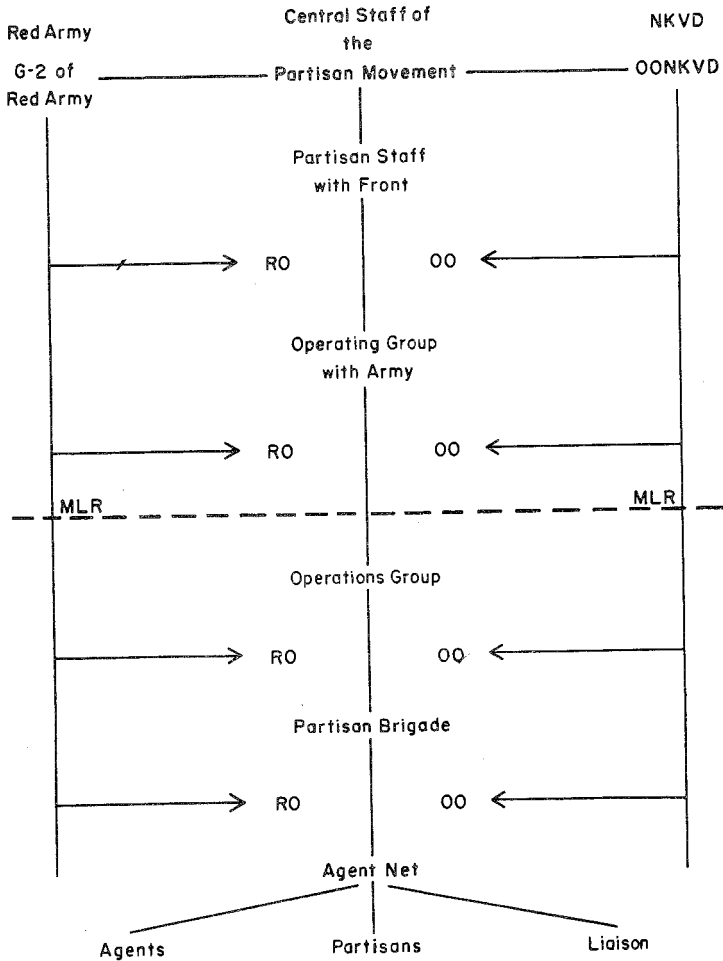 Red Army
Central Staff of
the
Partisan Movement
NKVD
G-2 of
Red Army
OONKVD
Partisan Staff
with Front
RO
OO
Operating Group
with Army
RO
OO
MLR
MLR
Operations Group
RO
OO
Partisan Brigade
RO
OO
Agent Net
Agents
Partisans
Liaison